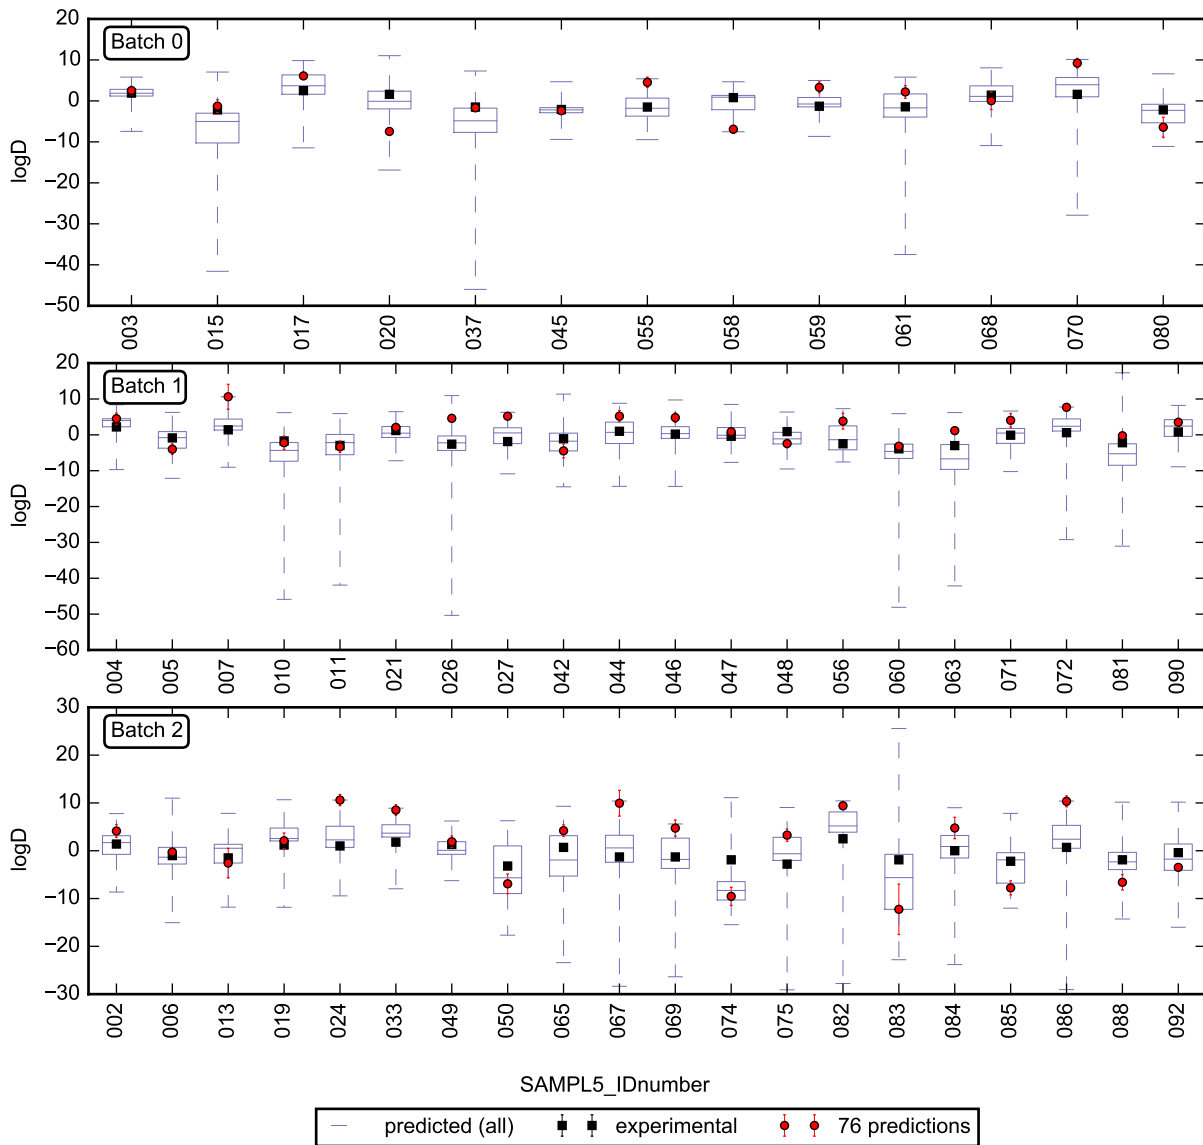 Batch 0
20
10
0
−10
−20
−30
−40
−50
logD
003 015 017 020 037 045 055 058 059 061 068 070 080
Batch 1
20
10
0
−10
−20
−30
−40
−50
−60
logD
004 005 007 010 011 021 026 027 042 044 046 047 048 056 060 063 071 072 081 090
Batch 2
30
20
10
0
−10
−20
−30
logD
002 006 013 019 024 033 049 050 065 067 069 074 075 082 083 084 085 086 088 092
SAMPL5_IDnumber
predicted (all) experimental 76 predictions